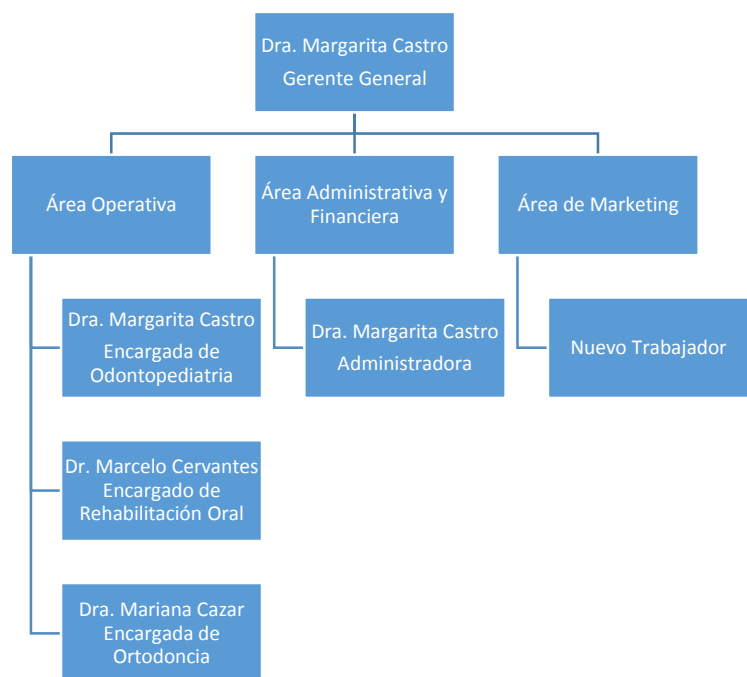 Dra. Margarita Castro
Gerente General
Área Operativa
Área Administrativa y
Financiera
Área de Marketing
Dra. Margarita Castro
Encargada de
Odontopediatria
Dra. Margarita Castro
Administradora
Nuevo Trabajador
Dr. Marcelo Cervantes
Encargado de
Rehabilitación Oral
Dra. Mariana Cazar
Encargada de
Ortodoncia